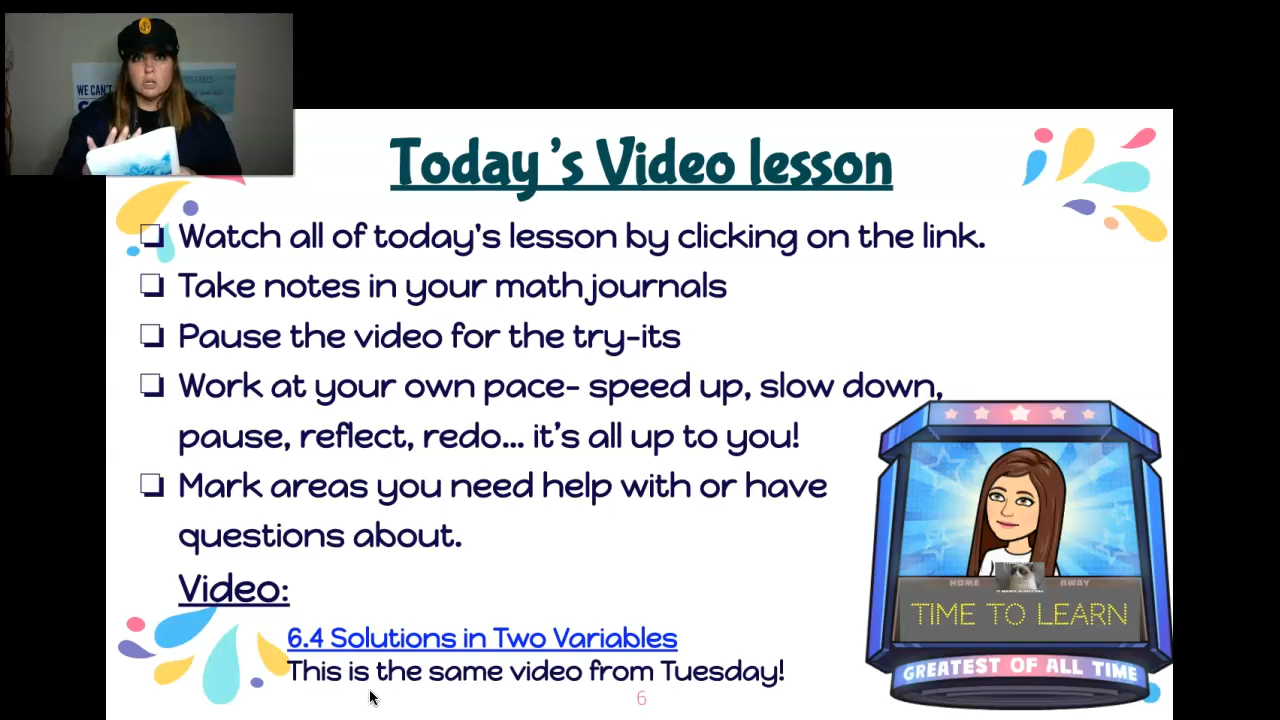 WE CAN'T
Today's Video lesson
❏ Watch all of today's lesson by clicking on the link.
❏ Take notes in your math journals
❏ Pause the video for the try-its
❏ Work at your own pace- speed up, slow down,
pause, reflect, redo... it's all up to you!
❏ Mark areas you need help with or have
questions about.
Video:
6.4 Solutions in Two Variables
This is the same video from Tuesday!
6
HOME AWAY
TIME TO LEARN
GREATEST OF ALL TIME